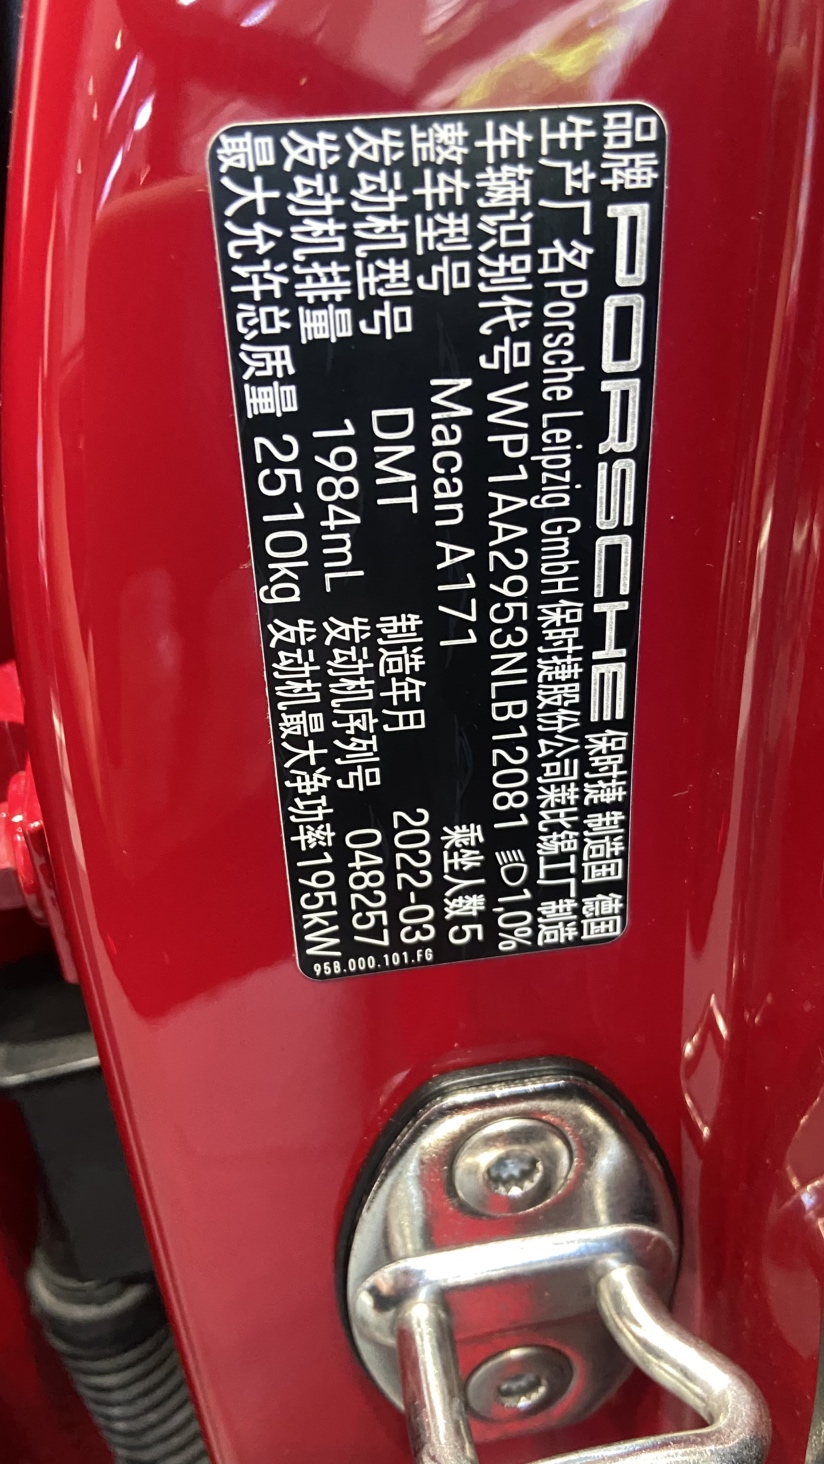 品牌 PORSCHE 保时捷 制造国 德国
生产厂名 Porsche Leipzig GmbH 保时捷股份公司莱比锡工厂 制造
车辆识别代号 WP1AA2953NLB12081 1,0%
整车型号 Macan A171 乘坐人数 5
发动机型号 DMT 制造年月 2022-03
发动机排量 1984mL 发动机序列号 048257
最大允许总质量 2510kg 发动机最大净功率 195kW
95B.000.101.FG